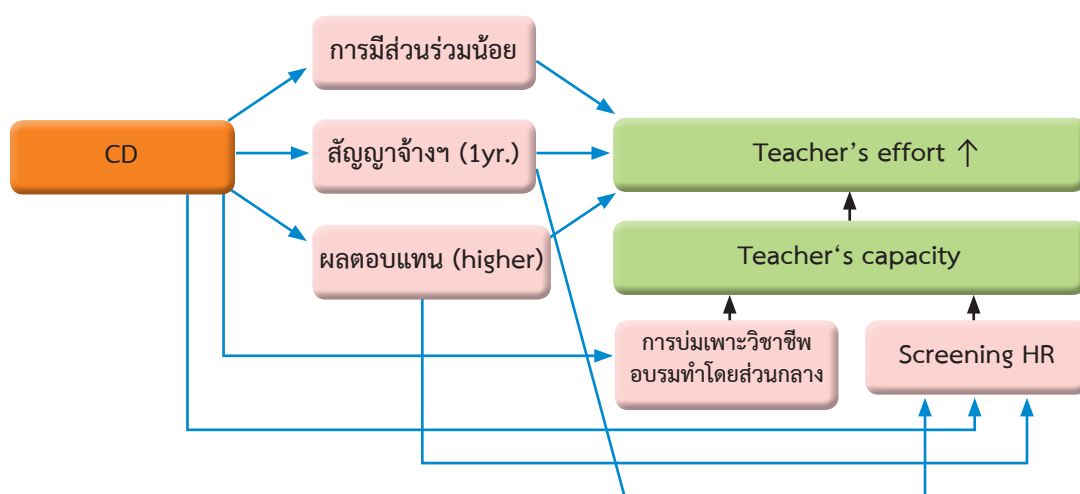 การมีส่วนร่วมน้อย
CD
สัญญาจ้างฯ (1yr.)
Teacher's effort ↑
ผลตอบแทน (higher)
Teacher‘s capacity
การบ่มเพาะวิชาชีพ
อบรมทำโดยส่วนกลาง
Screening HR